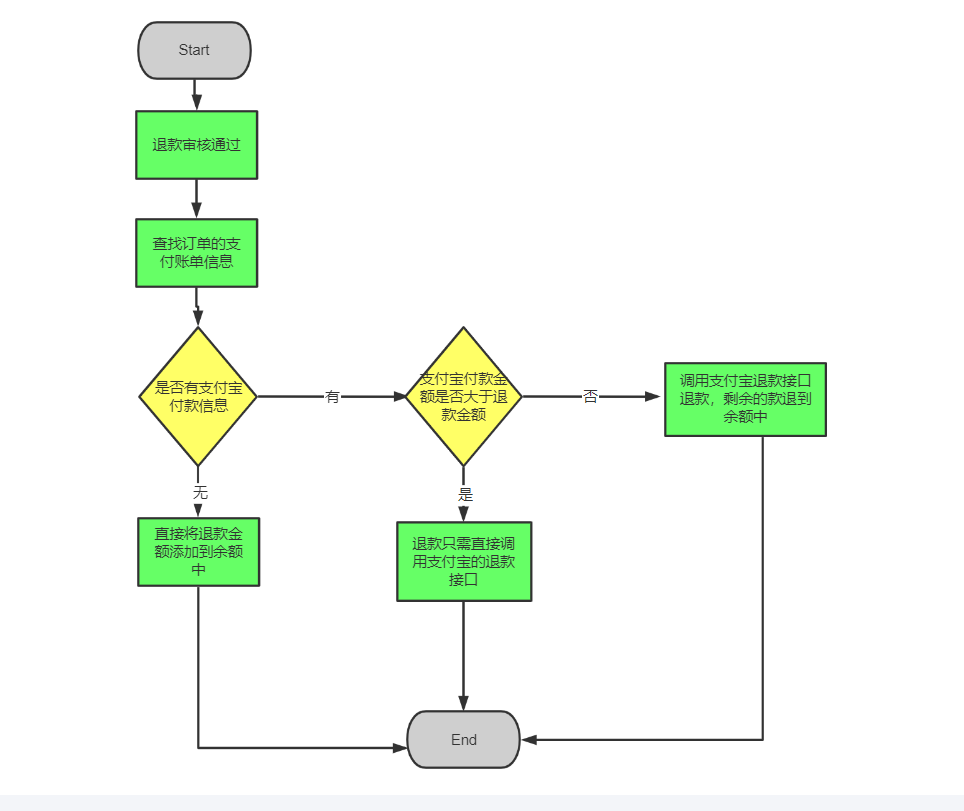 Start
退款审核通过
查找订单的支
付账单信息
是否有支付宝
付款信息
有
支付宝付款金
额是否大于退
款金额
否
调用支付宝退款接口
退款，剩余的款退到
余额中
无
是
直接将退款金
额添加到余额
中
退款只需直接调
用支付宝的退款
接口
End